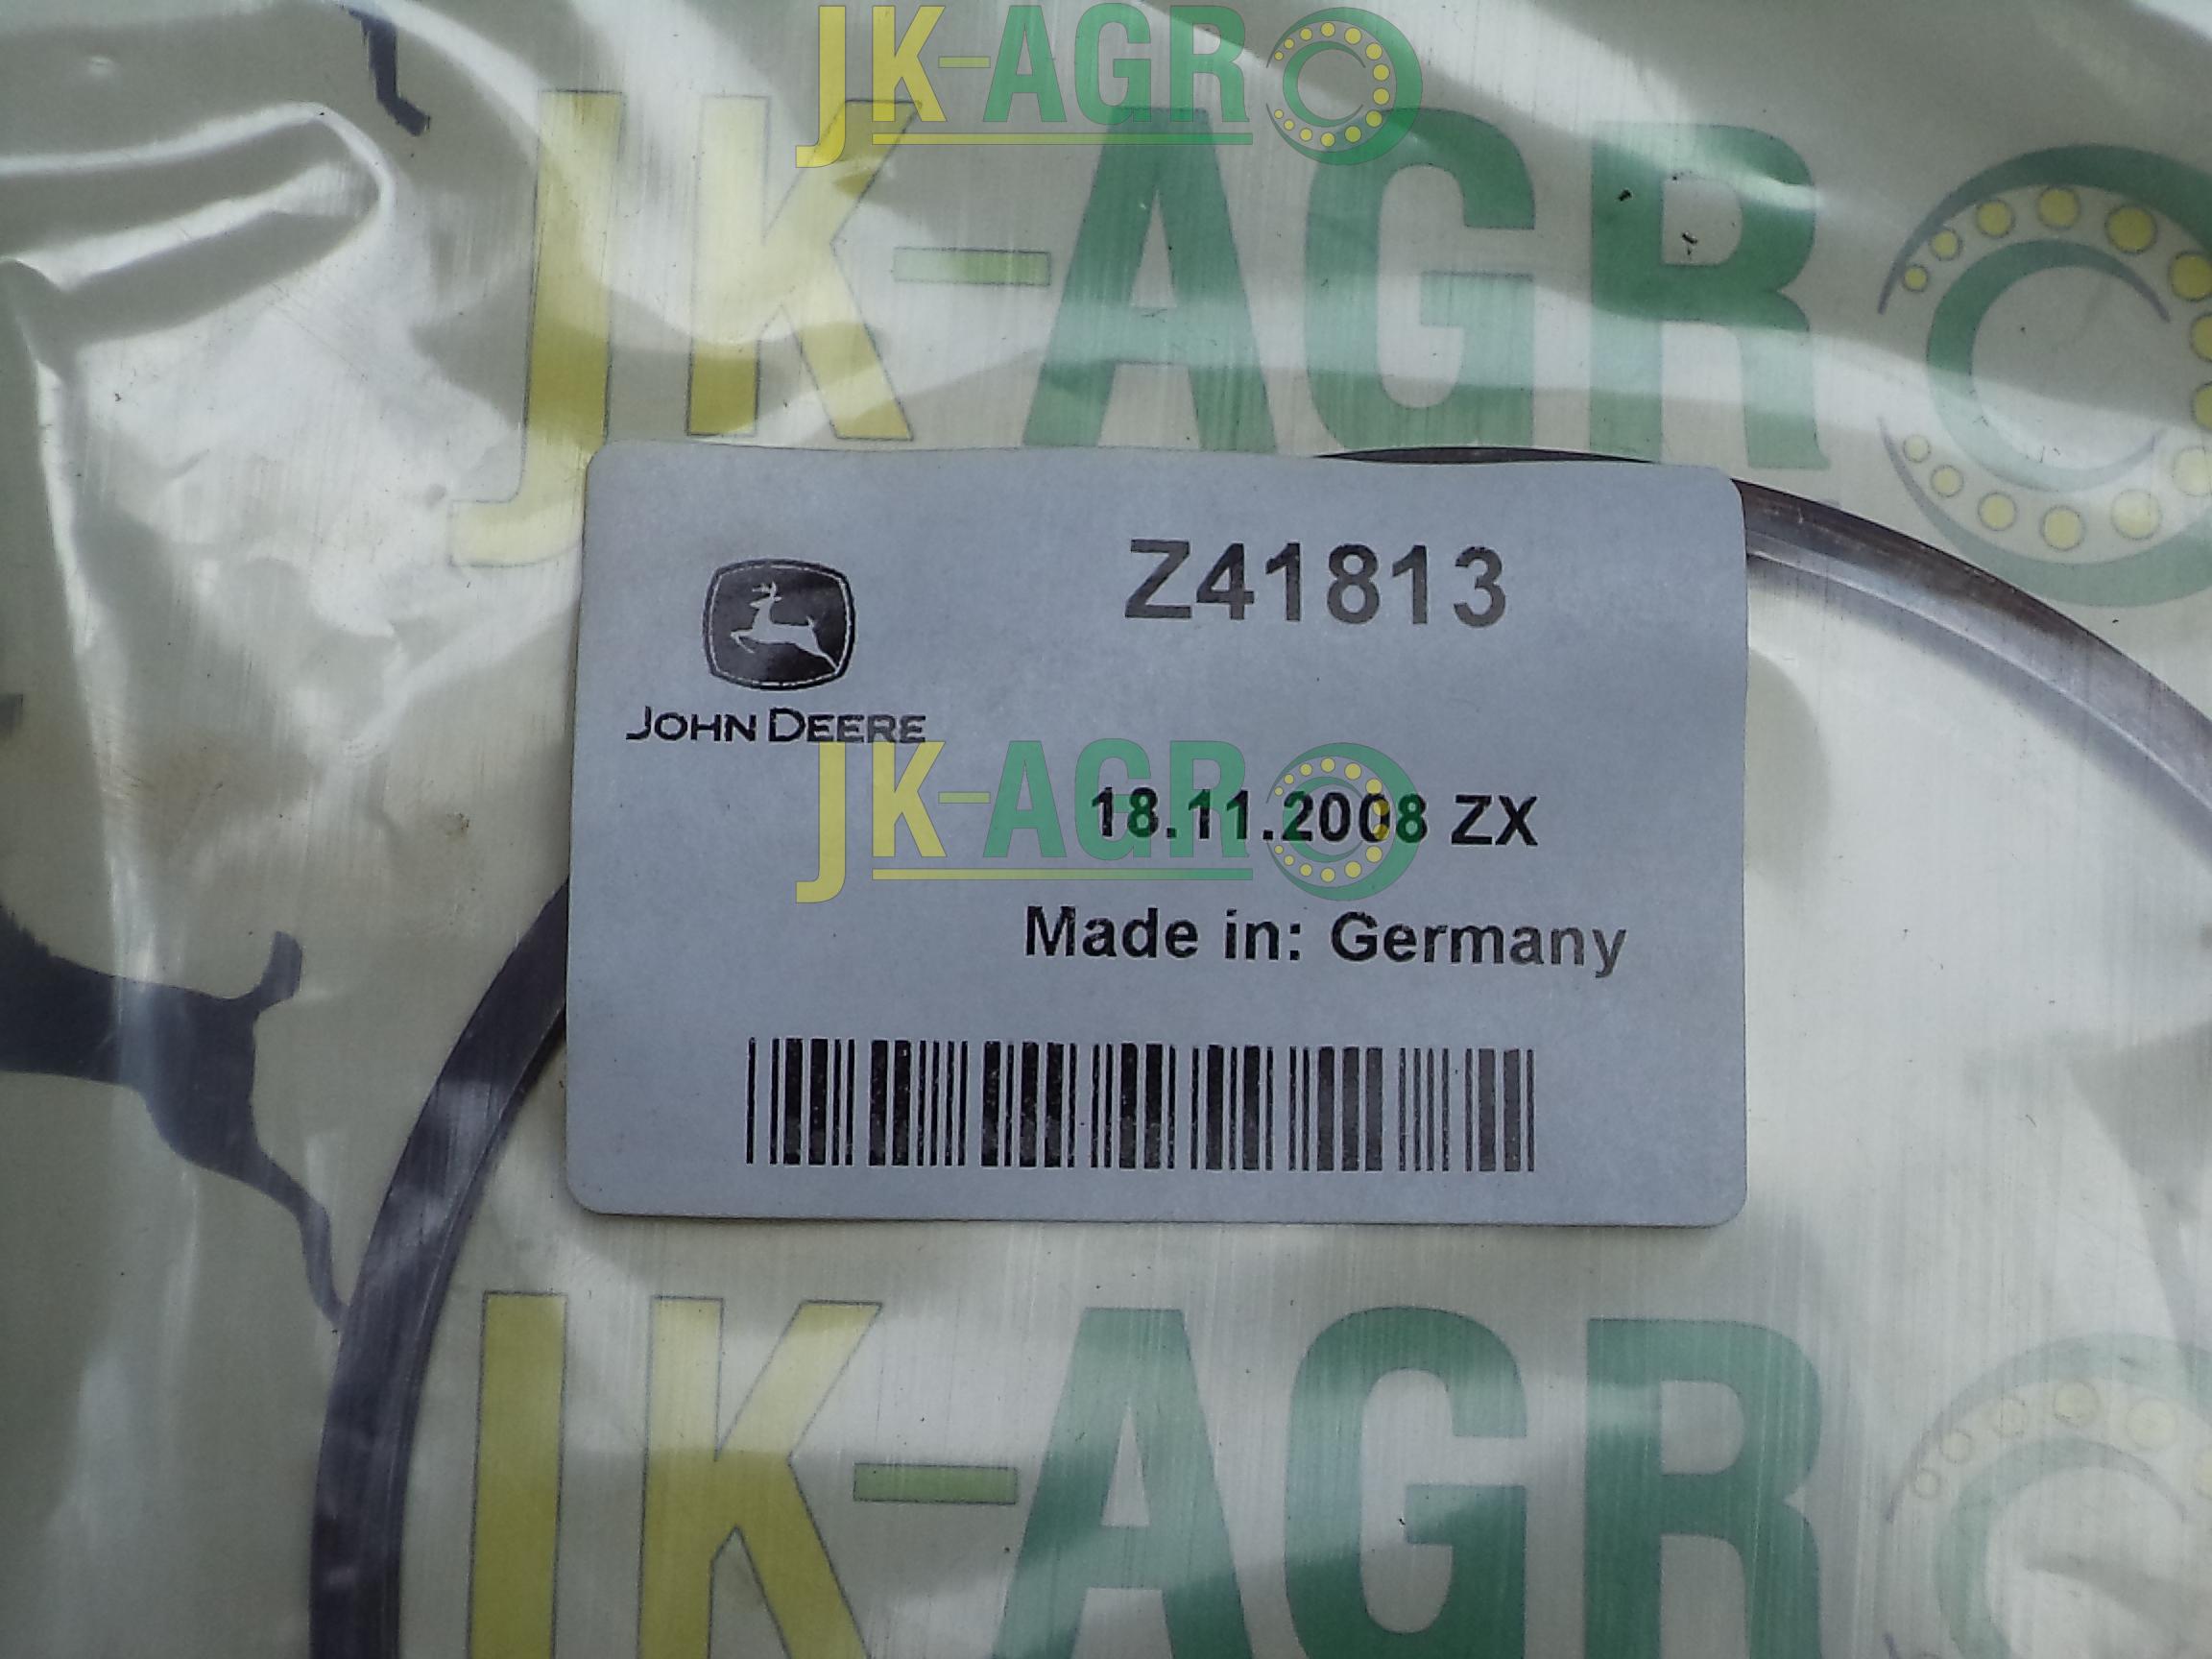 JK-AGRO
JK-AGRO
Z41813
JOHN DEERE
JK-AGRO
18.11.2008 ZX
Made in: Germany
JK-AGRO